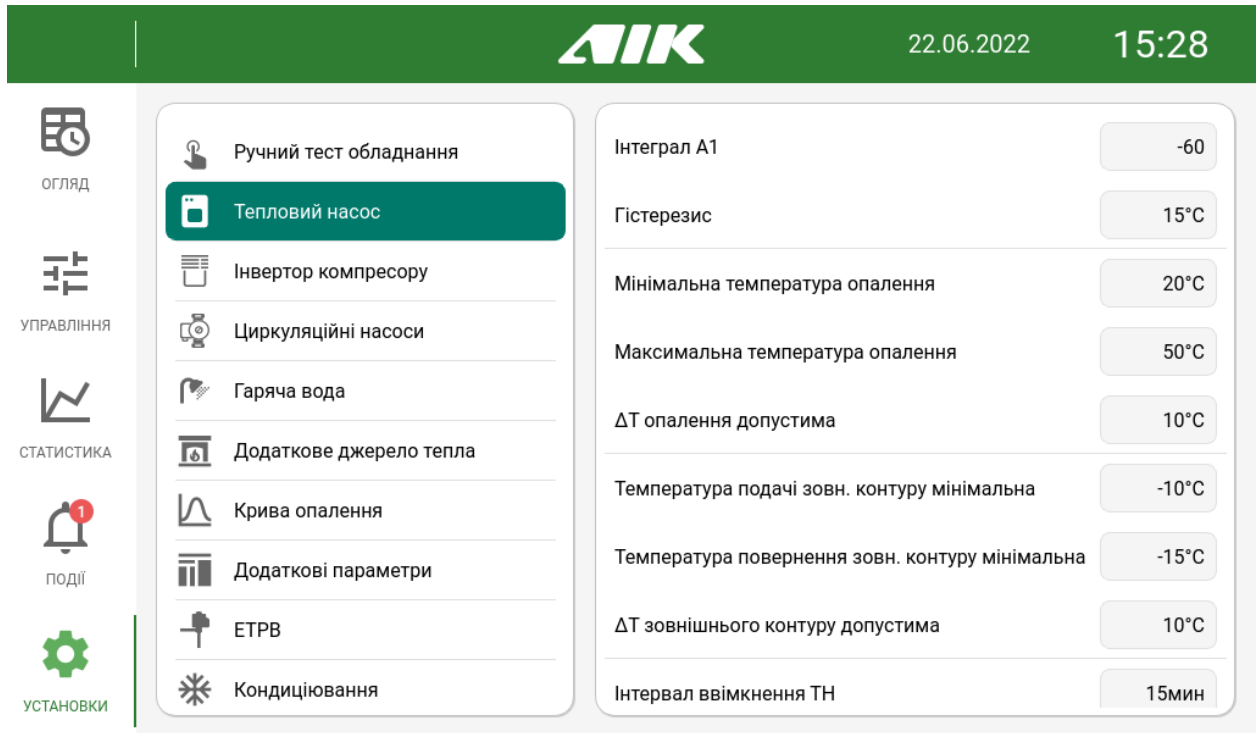 АІК
22.06.2022
15:28
ОГЛЯД
УПРАВЛІННЯ
СТАТИСТИКА
1
ПОДІЇ
УСТАНОВКИ
Ручний тест обладнання
Тепловий насос
Інвертор компресору
Циркуляційні насоси
Гаряча вода
Додаткове джерело тепла
Крива опалення
Додаткові параметри
ЕТРВ
Кондиціювання
Інтеграл А1 -60
Гістерезис 15°C
Мінімальна температура опалення 20°C
Максимальна температура опалення 50°C
ΔТ опалення допустима 10°C
Температура подачі зовн. контуру мінімальна -10°C
Температура повернення зовн. контуру мінімальна -15°C
ΔТ зовнішнього контуру допустима 10°C
Інтервал ввімкнення ТН 15мин